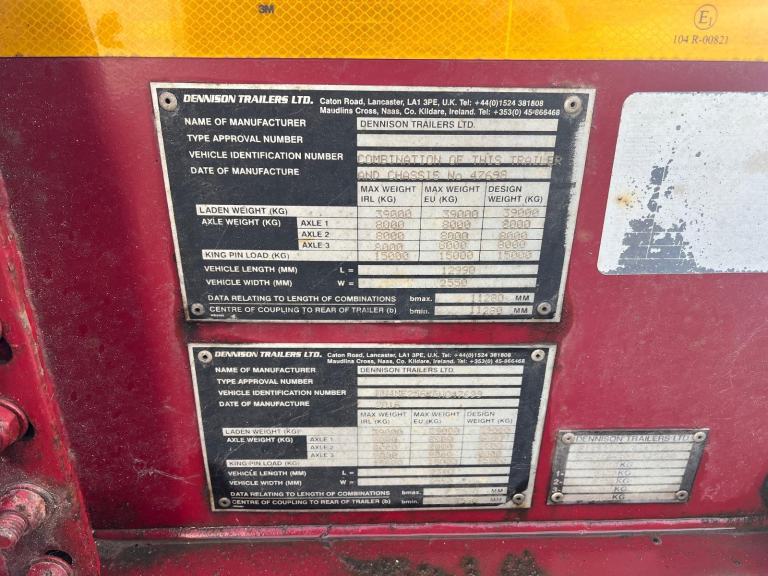 3M
E1
104 R-00821
DENNISON TRAILERS LTD. Caton Road, Lancaster, LA1 3PE, U.K. Tel: +44(0)1524 381808
Maudlins Cross, Naas, Co. Kildare, Ireland. Tel: +353(0) 45-866468
NAME OF MANUFACTURER DENNISON TRAILERS LTD.
TYPE APPROVAL NUMBER
VEHICLE IDENTIFICATION NUMBER COMBINATION OF THIS TRAILER
DATE OF MANUFACTURE AND CHASSIS No 47698
MAX WEIGHT IRL (KG) MAX WEIGHT EU (KG) DESIGN WEIGHT (KG)
LADEN WEIGHT (KG) 39000 39000 39000
AXLE WEIGHT (KG) AXLE 1 8000 8000 8000
AXLE 2 8000 8000 8000
AXLE 3 8000 8000 8000
KING PIN LOAD (KG) 15000 15000 15000
VEHICLE LENGTH (MM) L = 12990
VEHICLE WIDTH (MM) W = 2550
DATA RELATING TO LENGTH OF COMBINATIONS bmax. 11280 MM
CENTRE OF COUPLING TO REAR OF TRAILER (b) bmin. 11280 MM
DENNISON TRAILERS LTD. Caton Road, Lancaster, LA1 3PE, U.K. Tel: +44(0)1524 381808
Maudlins Cross, Naas, Co. Kildare, Ireland. Tel: +353(0) 45-866468
NAME OF MANUFACTURER DENNISON TRAILERS LTD.
TYPE APPROVAL NUMBER
VEHICLE IDENTIFICATION NUMBER
DATE OF MANUFACTURE 2016
MAX WEIGHT IRL (KG) MAX WEIGHT EU (KG) DESIGN WEIGHT (KG)
LADEN WEIGHT (KG)
AXLE WEIGHT (KG) AXLE 1
AXLE 2
AXLE 3
KING PIN LOAD (KG)
VEHICLE LENGTH (MM) L =
VEHICLE WIDTH (MM) W =
DATA RELATING TO LENGTH OF COMBINATIONS bmax. MM
CENTRE OF COUPLING TO REAR OF TRAILER (b) bmin. MM
DENNISON TRAILERS LTD
KG
1- KG
2- KG
KG
KG